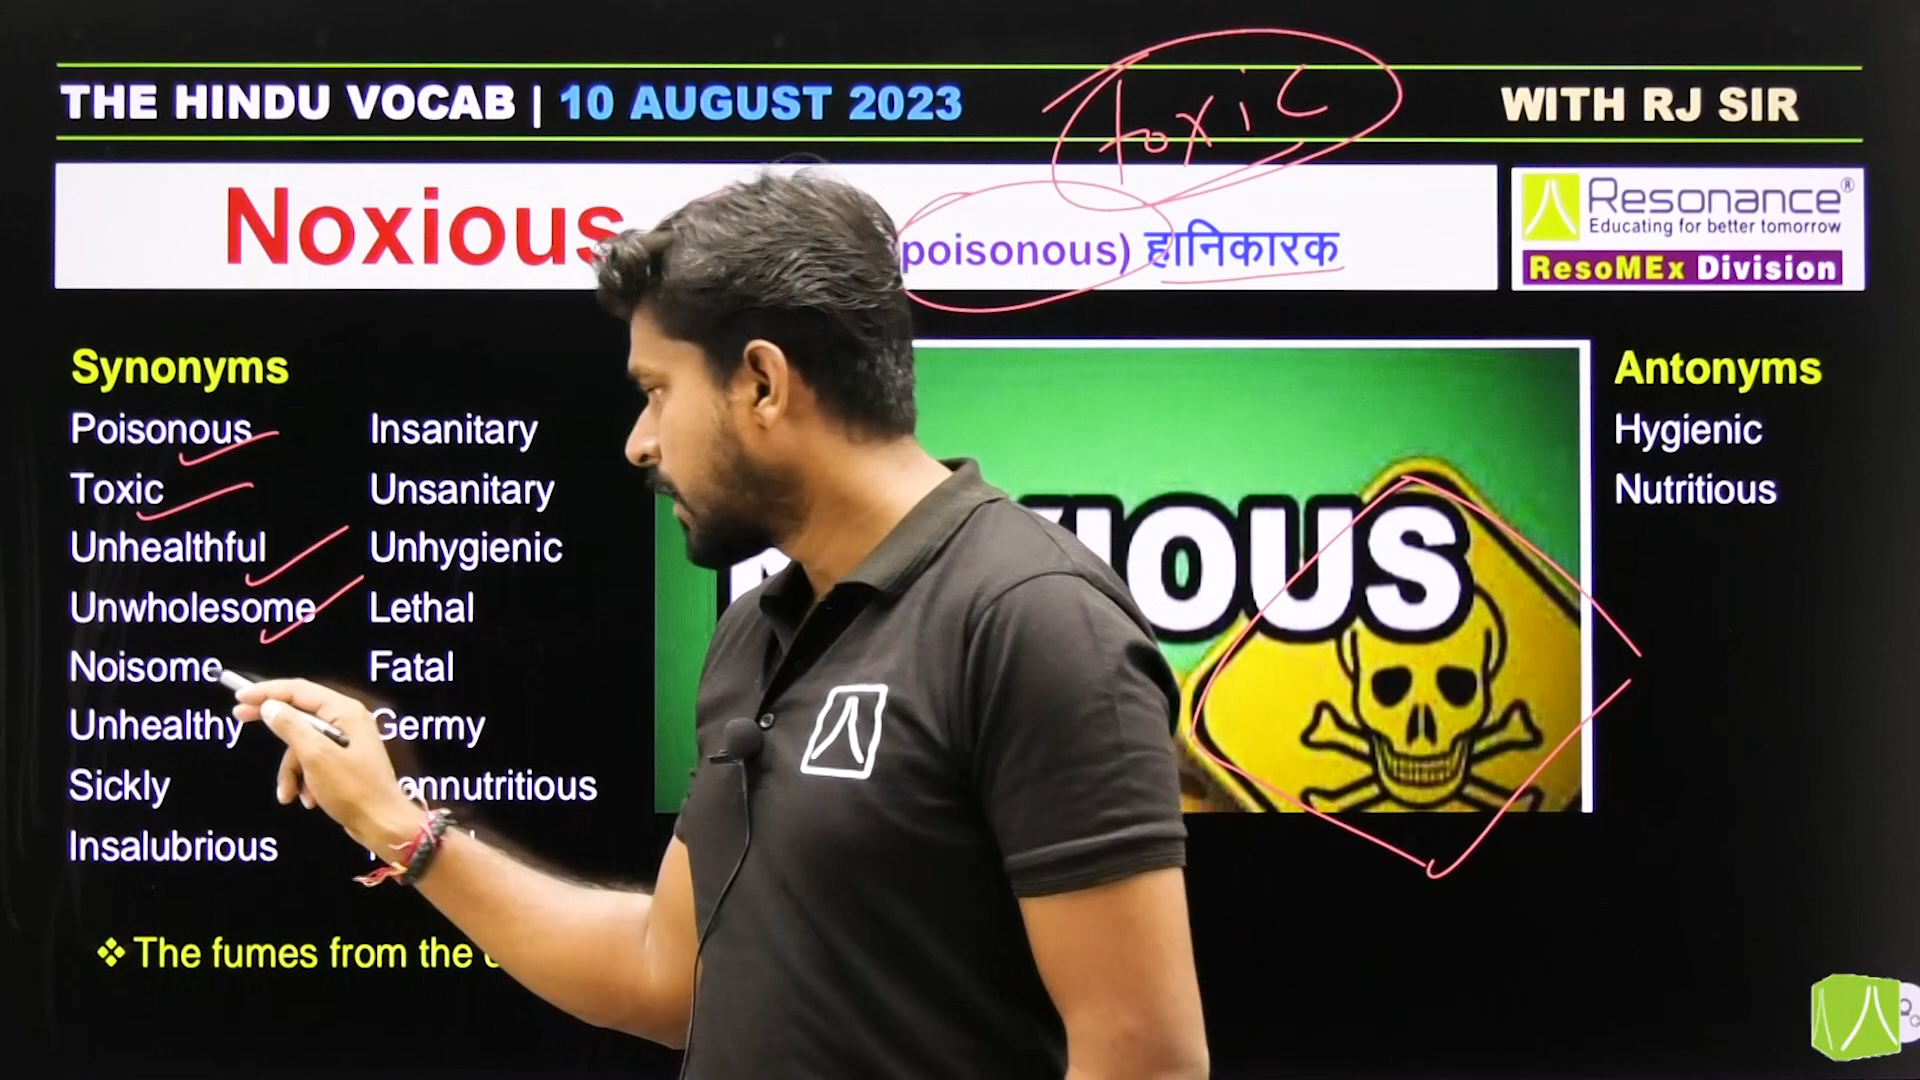 THE HINDU VOCAB | 10 AUGUST 2023
toxic
WITH RJ SIR
Noxious
(poisonous) हानिकारक
Resonance®
Educating for better tomorrow
ResoMEx Division
Synonyms
Poisonous
Toxic
Unhealthful
Unwholesome
Noisome
Unhealthy
Sickly
Insalubrious
Insanitary
Unsanitary
Unhygienic
Lethal
Fatal
Germy
IOUS
Antonyms
Hygienic
Nutritious
❖ The fumes from the